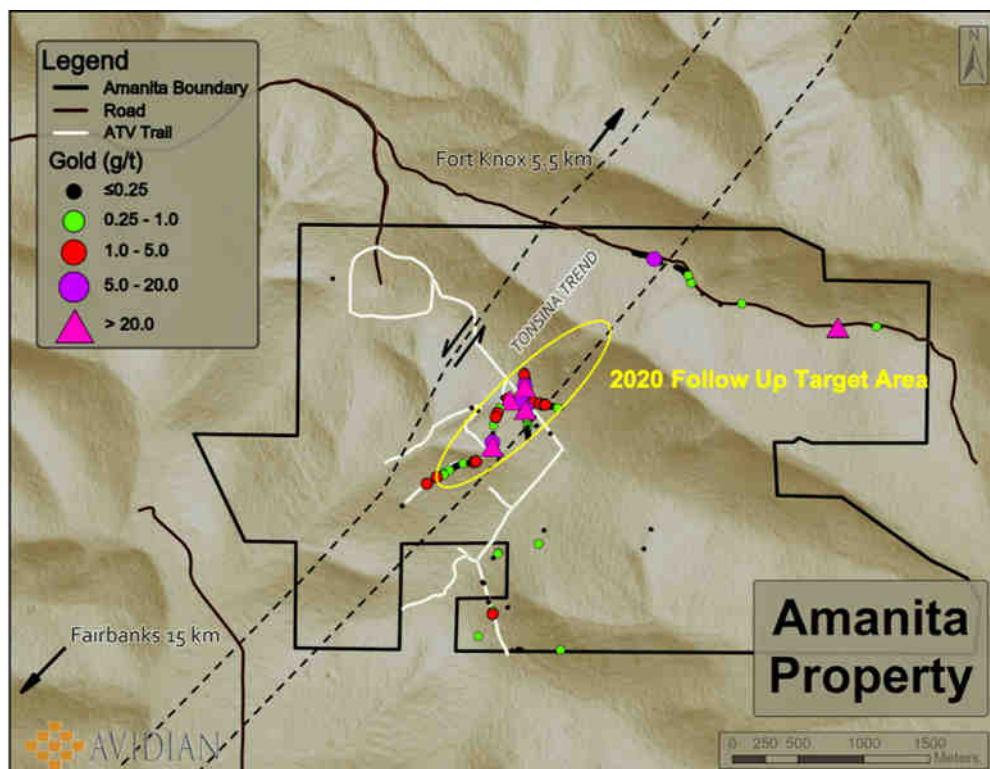 Legend
Amanita Boundary
Road
ATV Trail
Gold (g/t)
≤0.25
0.25 - 1.0
1.0 - 5.0
5.0 - 20.0
> 20.0
N
Fort Knox 5.5 km
TONSINA TREND
2020 Follow Up Target Area
Fairbanks 15 km
Amanita
Property
AVIDIAN
0 250 500 1000 1500
Meters